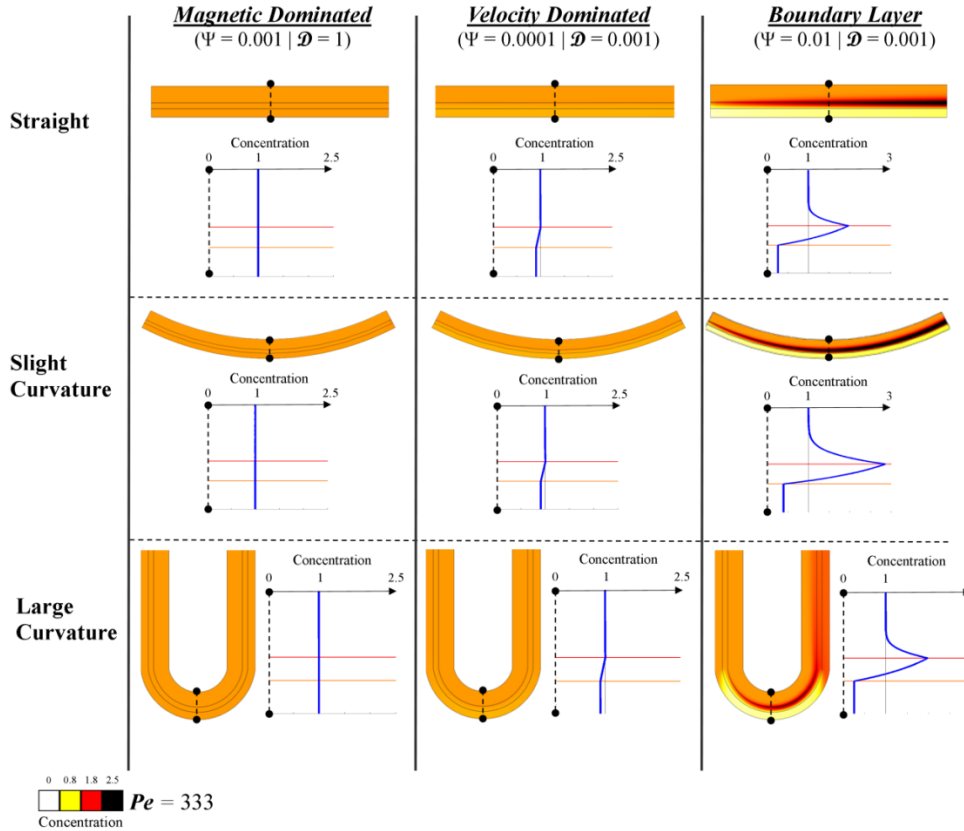 Magnetic Dominated
(Ψ = 0.001 | 𝔇 = 1)
Velocity Dominated
(Ψ = 0.0001 | 𝔇 = 0.001)
Boundary Layer
(Ψ = 0.01 | 𝔇 = 0.001)
Straight
Concentration
0 1 2.5
Concentration
0 1 2.5
Concentration
0 1 3
Slight
Curvature
Concentration
0 1 2.5
Concentration
0 1 2.5
Concentration
0 1 3
Large
Curvature
Concentration
0 1 2.5
Concentration
0 1 2.5
Concentration
0 1
0 0.8 1.8 2.5
Pe = 333
Concentration